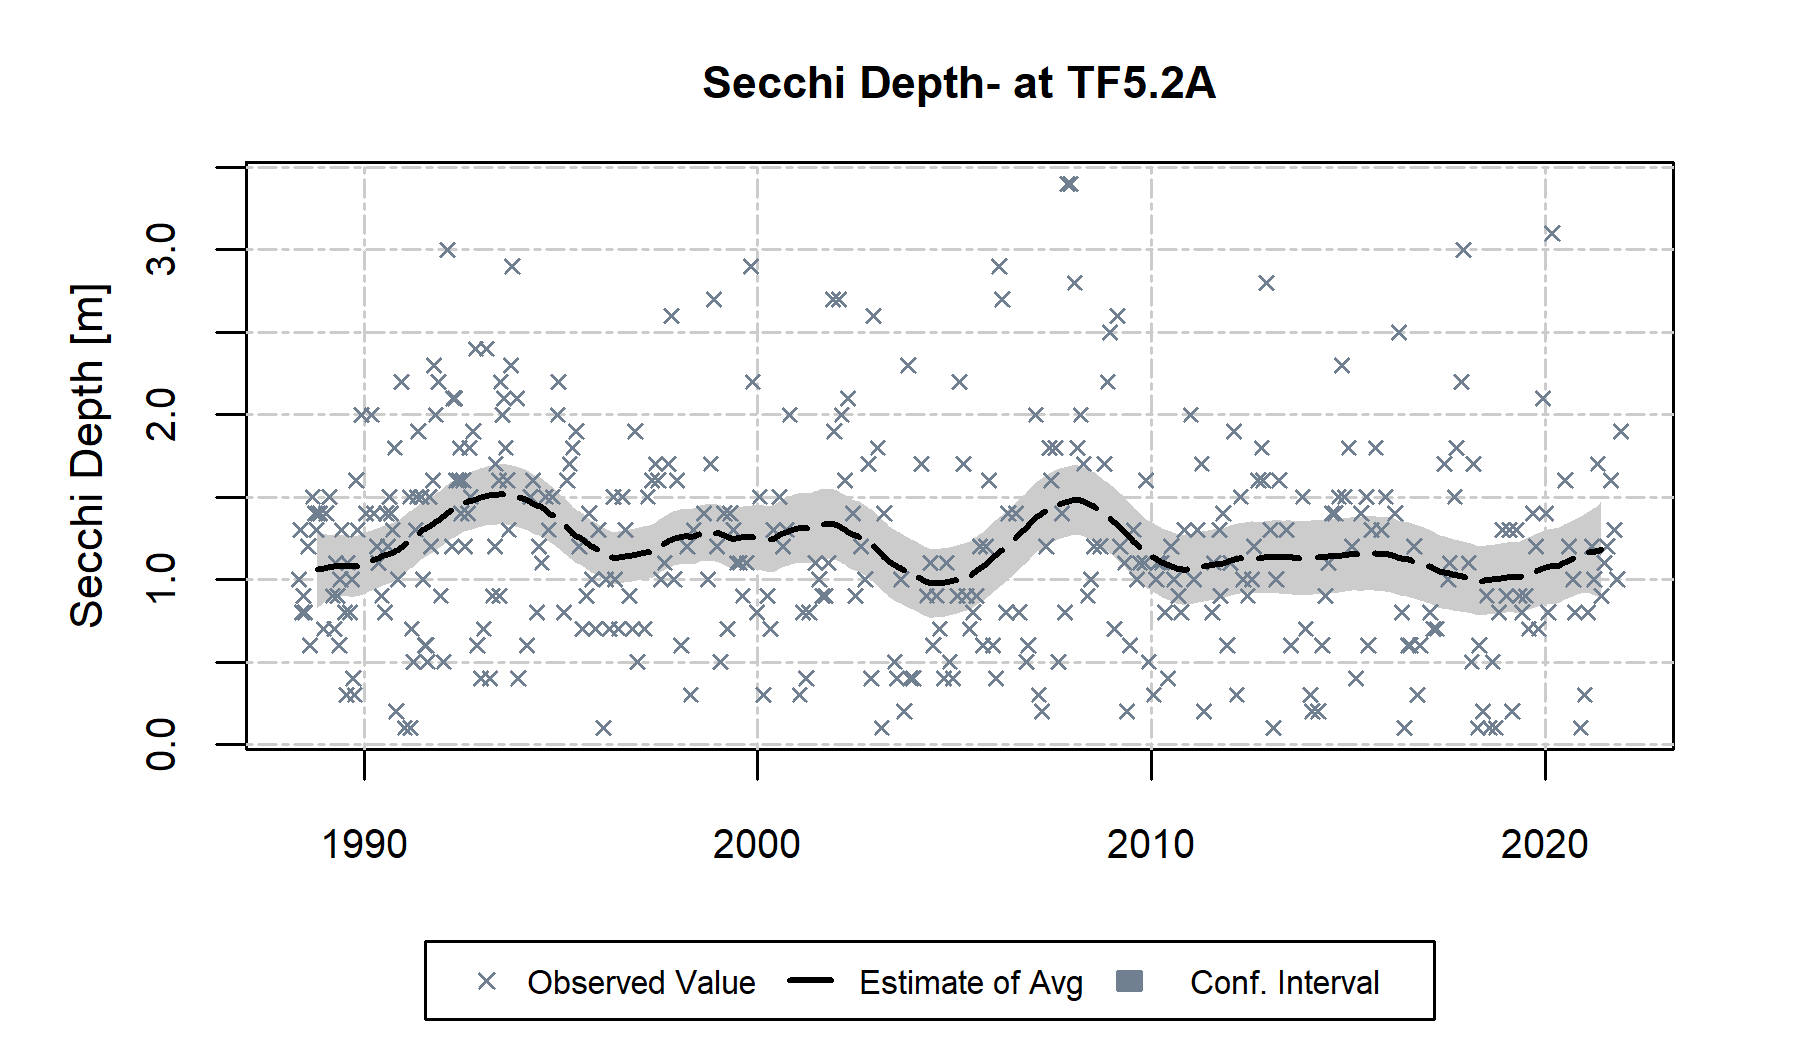 Secchi Depth- at TF5.2A
Secchi Depth [m]
3.0
2.0
1.0
0.0
1990 2000 2010 2020
Observed Value Estimate of Avg Conf. Interval